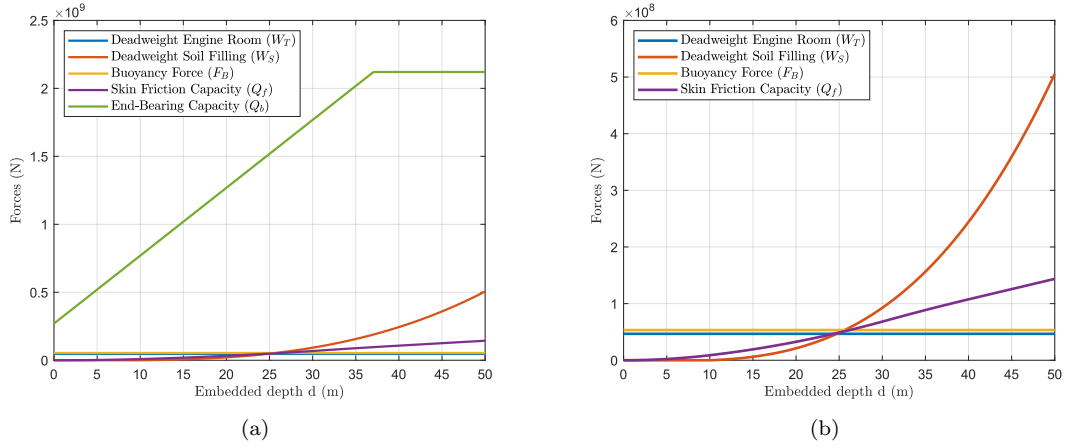 ×10^9
2.5
2
1.5
1
0.5
0
Forces (N)
Deadweight Engine Room (W_T)
Deadweight Soil Filling (W_S)
Buoyancy Force (F_B)
Skin Friction Capacity (Q_f)
End-Bearing Capacity (Q_b)
0 5 10 15 20 25 30 35 40 45 50
Embedded depth d (m)
(a)
×10^8
6
5
4
3
2
1
0
Forces (N)
Deadweight Engine Room (W_T)
Deadweight Soil Filling (W_S)
Buoyancy Force (F_B)
Skin Friction Capacity (Q_f)
0 5 10 15 20 25 30 35 40 45 50
Embedded depth d (m)
(b)